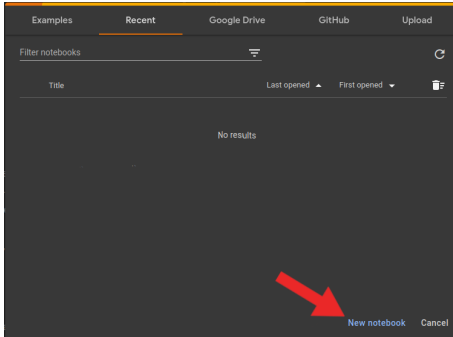 Examples Recent Google Drive GitHub Upload
Filter notebooks
Title Last opened First opened
No results
New notebook Cancel